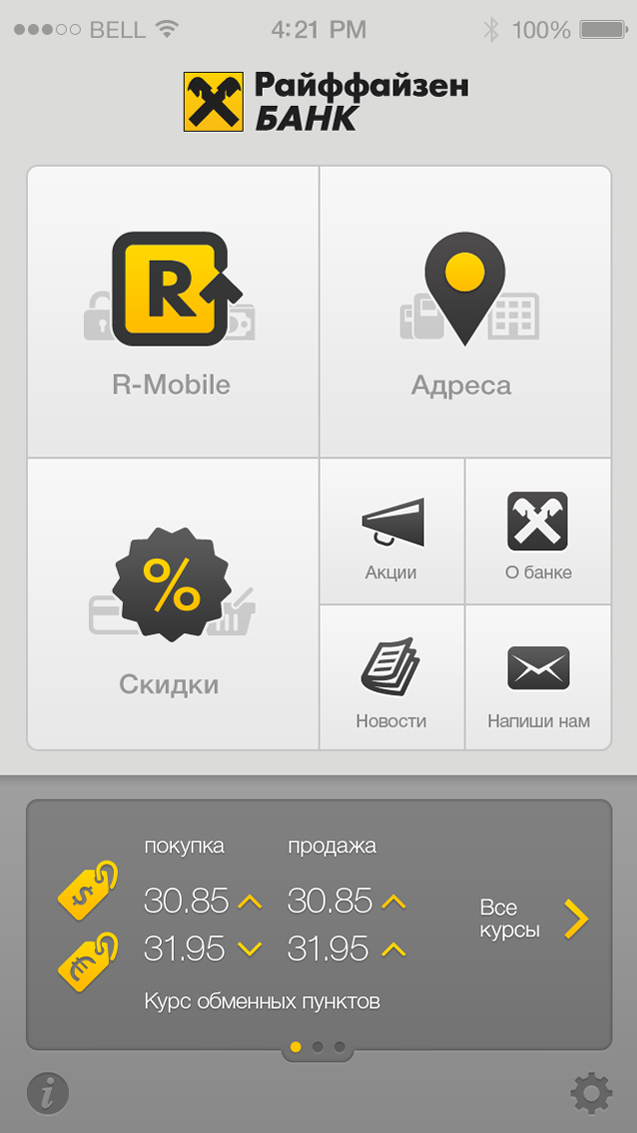 BELL 4:21 PM 100%
Райффайзен
БАНК
R
R-Mobile
Адреса
%
Скидки
Акции
О банке
Новости
Напиши нам
покупка продажа
$ 30.85 30.85
€ 31.95 31.95
Все
курсы
Курс обменных пунктов
i